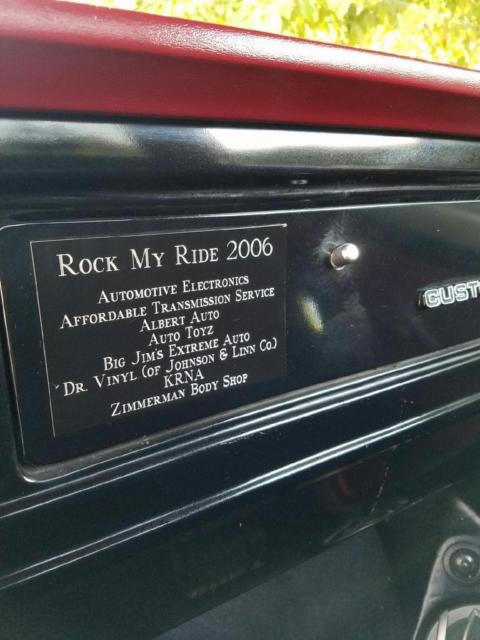 ROCK MY RIDE 2006
AUTOMOTIVE ELECTRONICS
AFFORDABLE TRANSMISSION SERVICE
ALBERT AUTO
AUTO TOYZ
BIG JIM'S EXTREME AUTO
DR. VINYL (OF JOHNSON & LINN CO.)
KRNA
ZIMMERMAN BODY SHOP
CUST